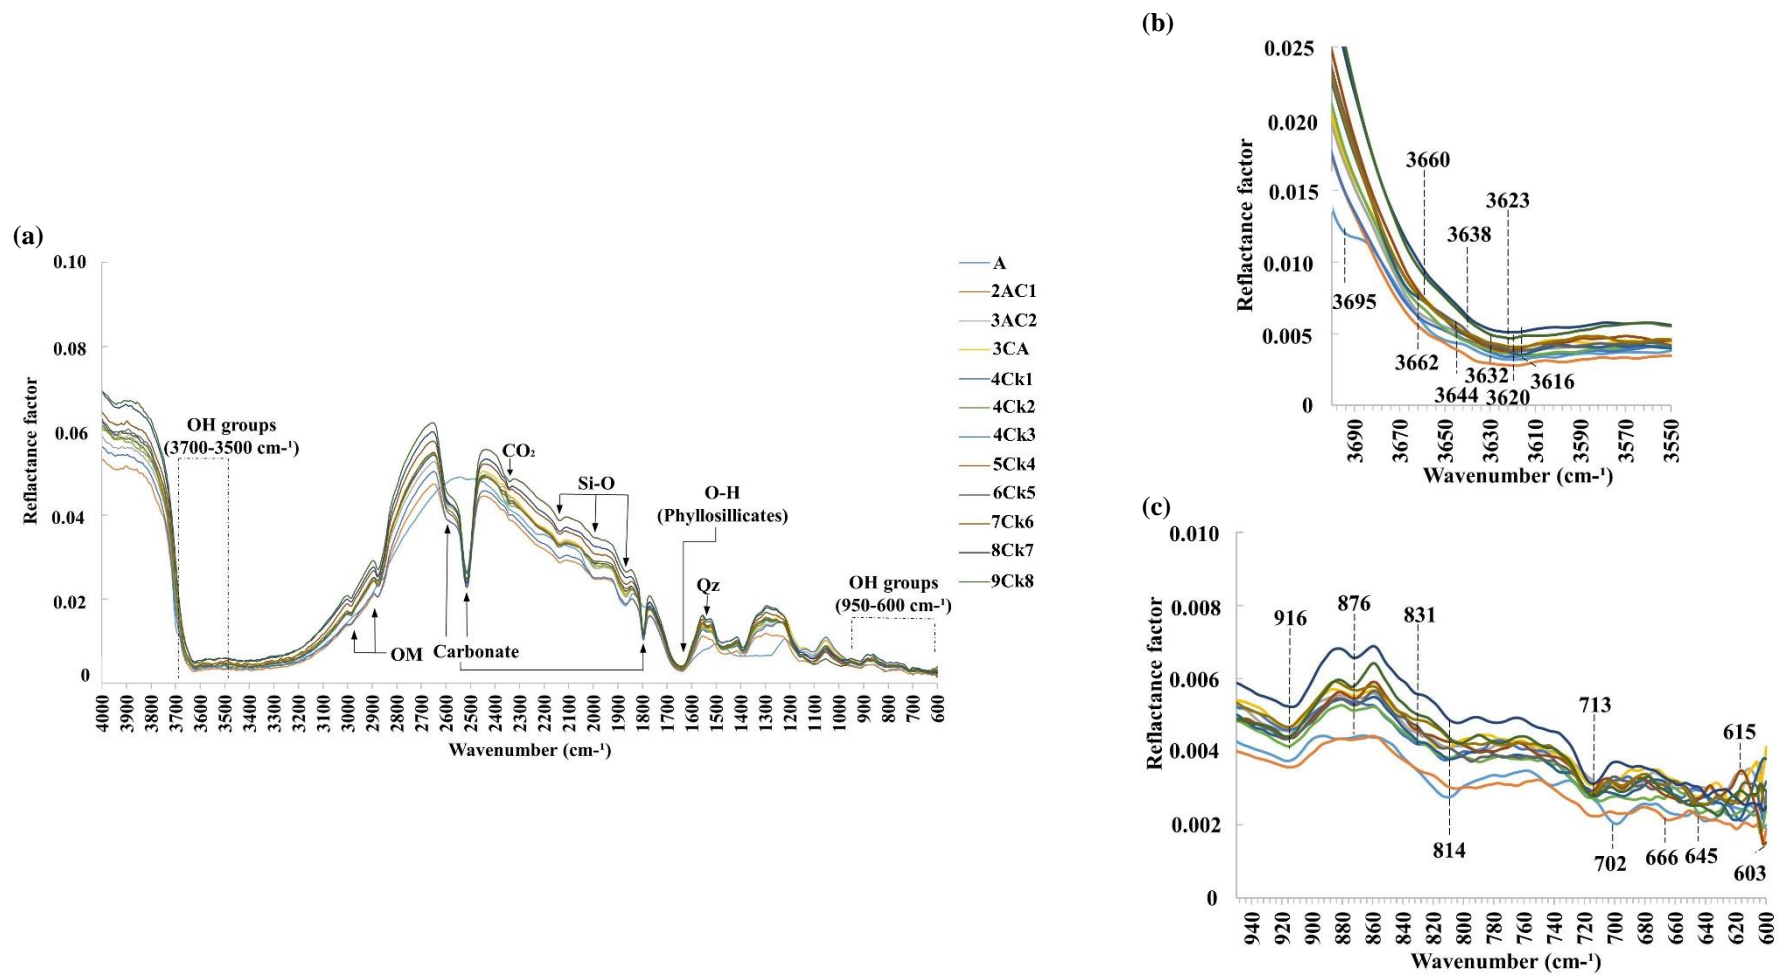 (a)
Reflactance factor
0.10
0.08
0.06
0.04
0.02
0
OH groups
(3700-3500 cm-¹)
OM
Carbonate
CO₂
Si-O
O-H
(Phyllosillicates)
Qz
OH groups
(950-600 cm-¹)
4000 3900 3800 3700 3600 3500 3400 3300 3200 3100 3000 2900 2800 2700 2600 2500 2400 2300 2200 2100 2000 1900 1800 1700 1600 1500 1400 1300 1200 1100 1000 900 800 700 600
Wavenumber (cm-¹)
A
2AC1
3AC2
3CA
4Ck1
4Ck2
4Ck3
5Ck4
6Ck5
7Ck6
8Ck7
9Ck8
(b)
Reflactance factor
0.025
0.020
0.015
0.010
0.005
0
3660
3623
3638
3695
3662
3632
3616
3644
3620
3690 3670 3650 3630 3610 3590 3570 3550
Wavenumber (cm-¹)
(c)
Reflactance factor
0.010
0.008
0.006
0.004
0.002
0
916
876
831
713
615
814
702
666
645
603
940 920 900 880 860 840 820 800 780 760 740 720 700 680 660 640 620 600
Wavenumber (cm-¹)